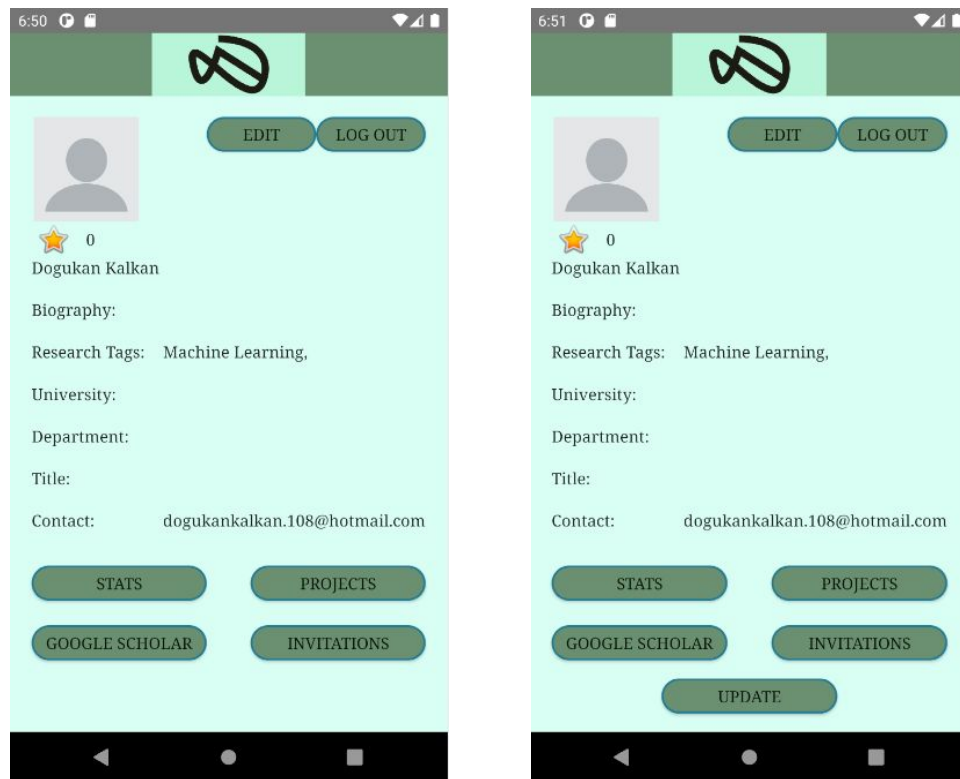 6:50
EDIT LOG OUT
0
Dogukan Kalkan
Biography:
Research Tags: Machine Learning,
University:
Department:
Title:
Contact: dogukankalkan.108@hotmail.com
STATS PROJECTS
GOOGLE SCHOLAR INVITATIONS
6:51
EDIT LOG OUT
0
Dogukan Kalkan
Biography:
Research Tags: Machine Learning,
University:
Department:
Title:
Contact: dogukankalkan.108@hotmail.com
STATS PROJECTS
GOOGLE SCHOLAR INVITATIONS
UPDATE